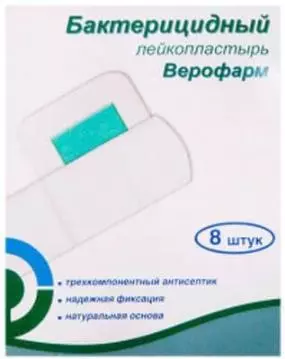 Бактерицидный
лейкопластырь
Верофарм
8 штук
трехкомпонентный антисептик
надежная фиксация
натуральная основа